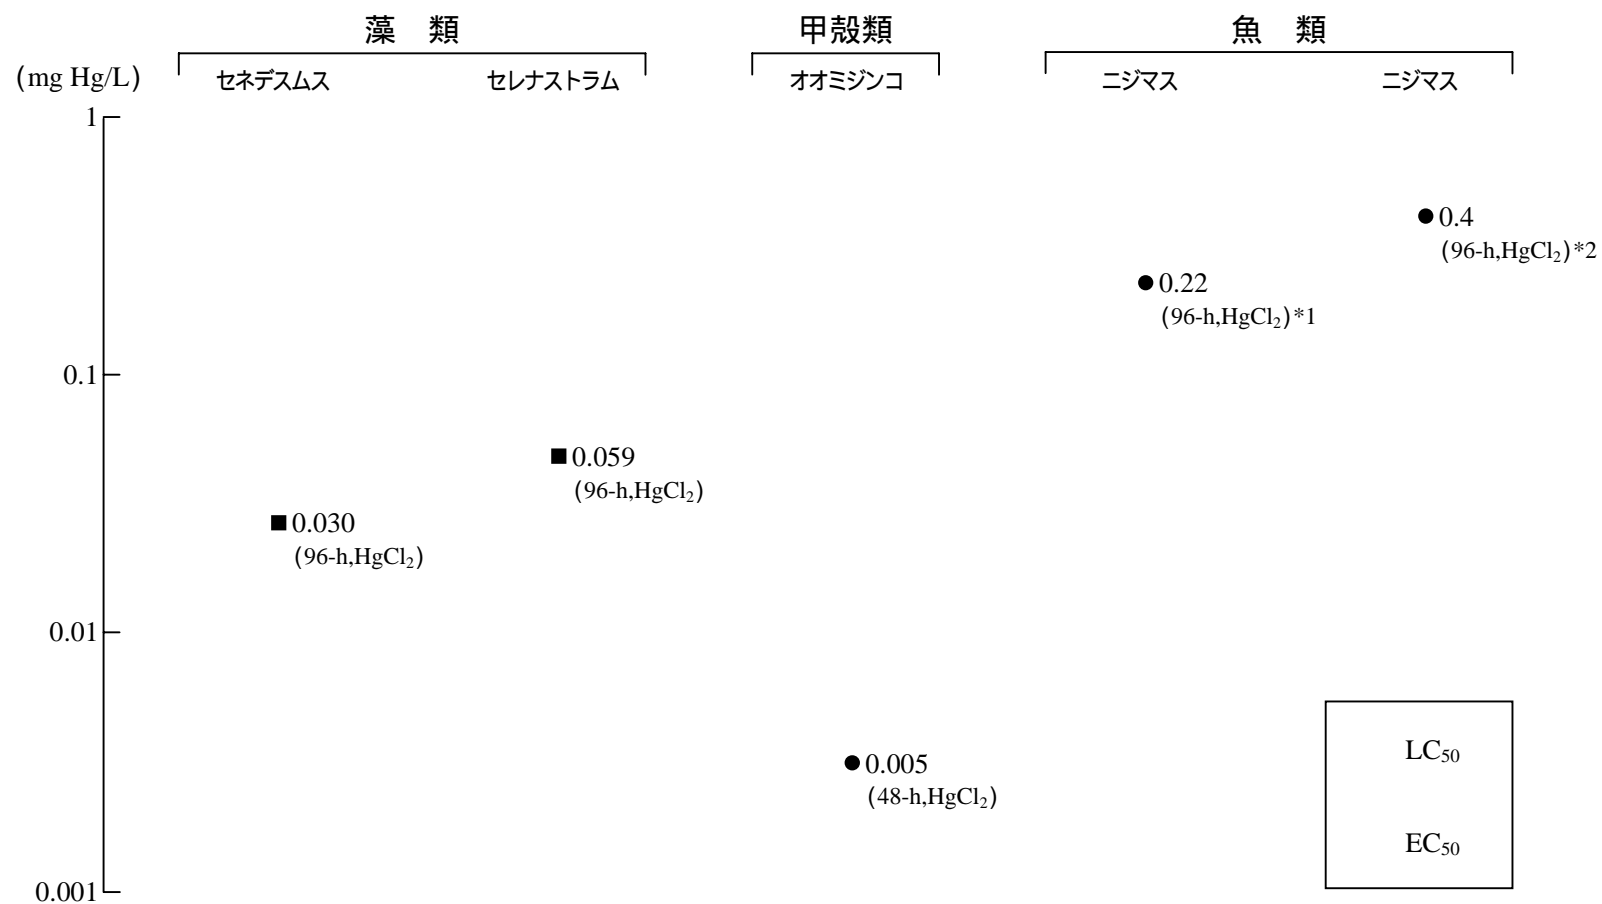 藻　類
甲殻類
魚　類
(mg Hg/L)
セネデスムス
セレナストラム
オオミジンコ
ニジマス
ニジマス
1
0.4
(96-h,HgCl₂)*2
0.22
(96-h,HgCl₂)*1
0.1
0.059
(96-h,HgCl₂)
0.030
(96-h,HgCl₂)
0.01
LC₅₀
0.005
(48-h,HgCl₂)
EC₅₀
0.001